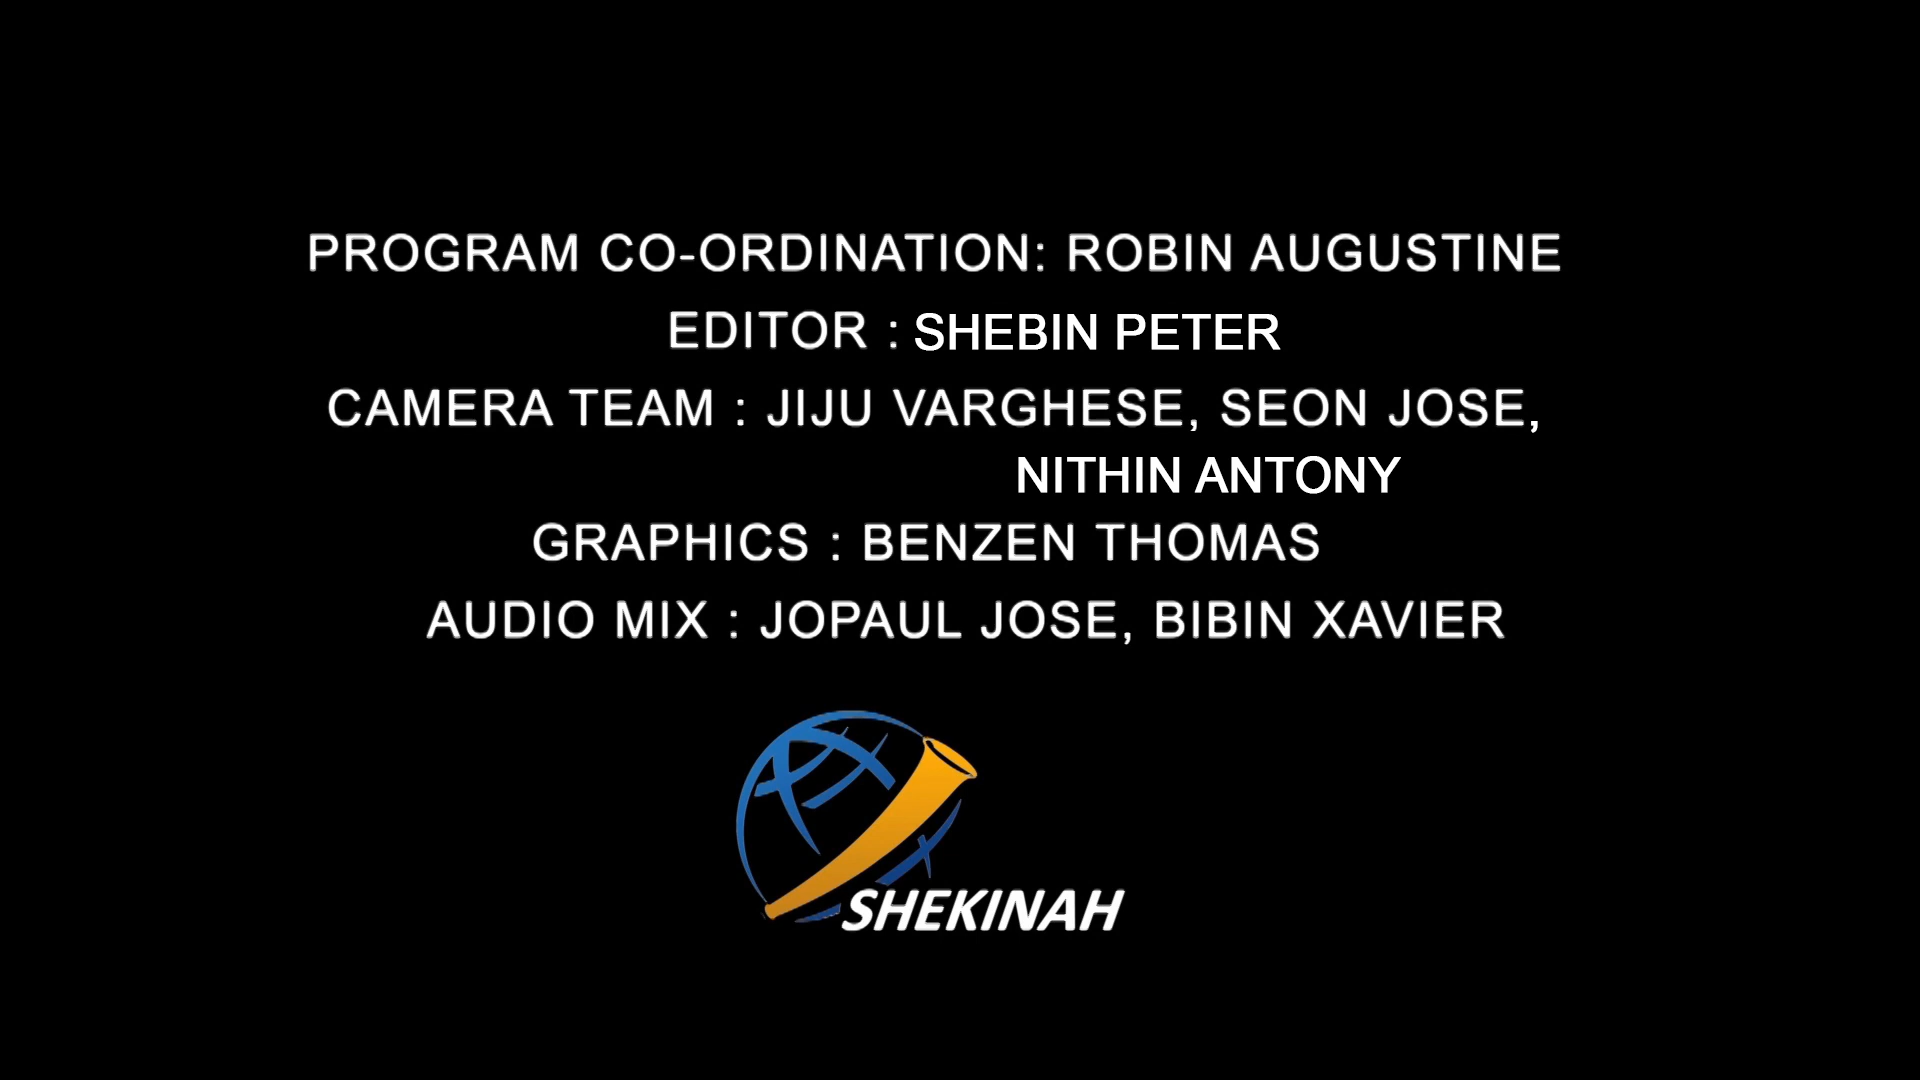 PROGRAM CO-ORDINATION: ROBIN AUGUSTINE
EDITOR : SHEBIN PETER
CAMERA TEAM : JIJU VARGHESE, SEON JOSE,
NITHIN ANTONY
GRAPHICS : BENZEN THOMAS
AUDIO MIX : JOPAUL JOSE, BIBIN XAVIER
SHEKINAH